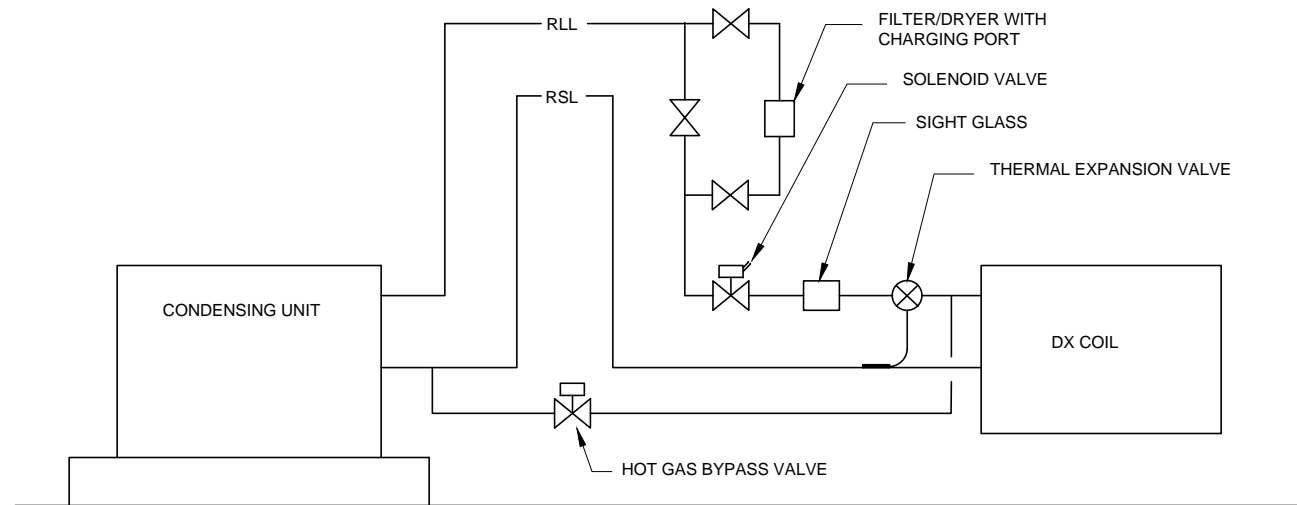 FILTER/DRYER WITH
CHARGING PORT
RLL
SOLENOID VALVE
RSL
SIGHT GLASS
THERMAL EXPANSION VALVE
CONDENSING UNIT
DX COIL
HOT GAS BYPASS VALVE